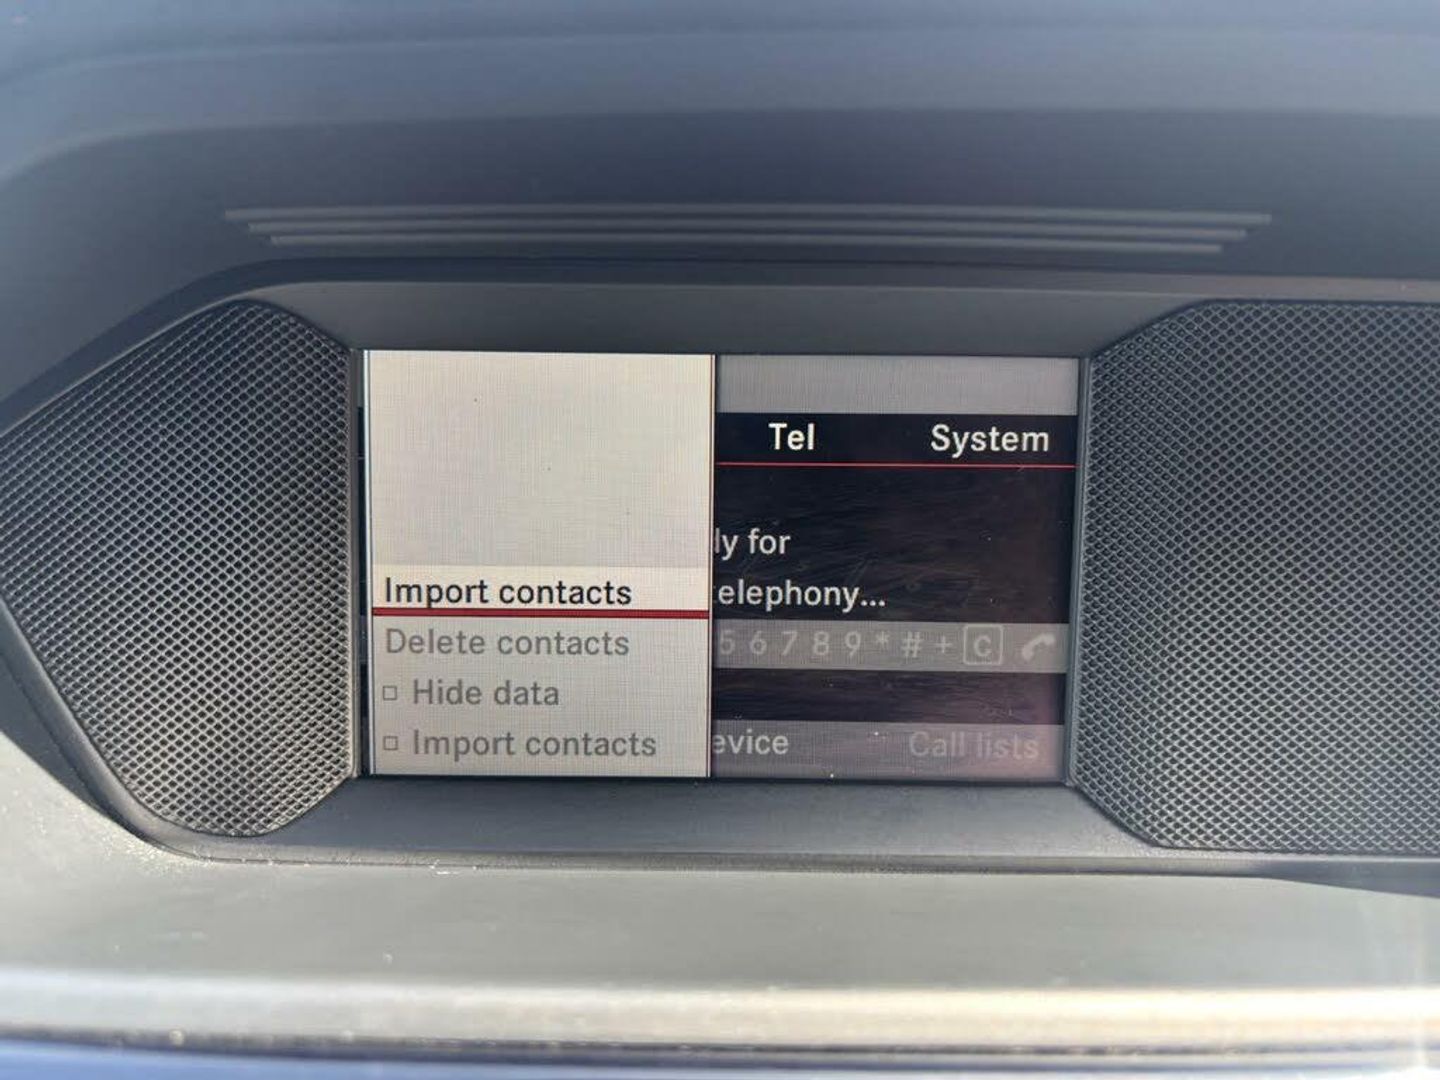 Tel System
ly for
elephony...
Import contacts
Delete contacts
5 6 7 8 9 * # + C
Hide data
Import contacts
evice Call lists